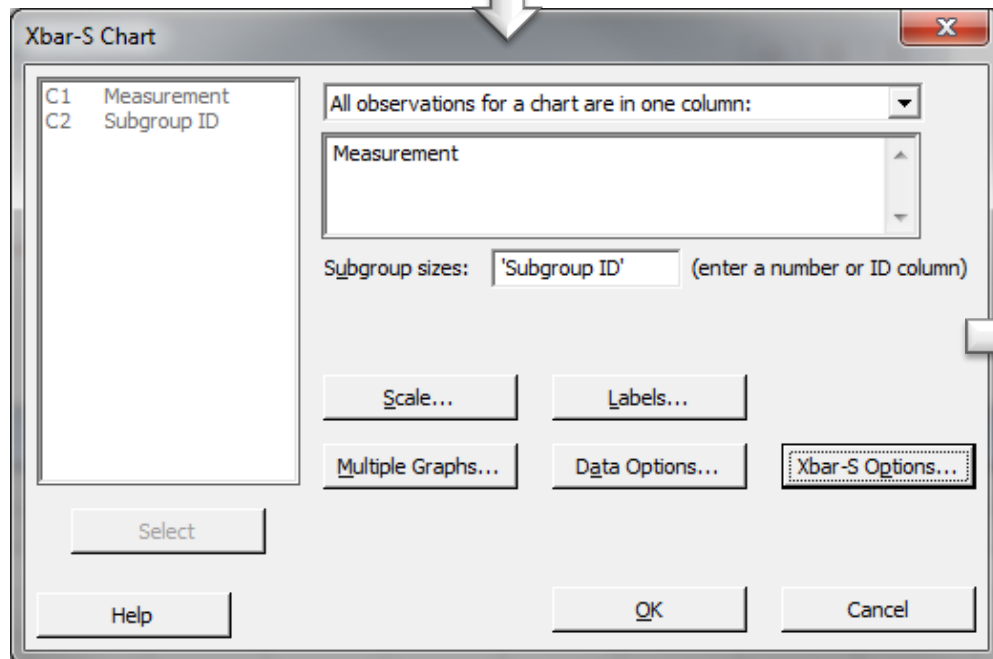 Xbar-S Chart
X
C1 Measurement
C2 Subgroup ID
All observations for a chart are in one column:
Measurement
Subgroup sizes: 'Subgroup ID' (enter a number or ID column)
Scale... Labels...
Multiple Graphs... Data Options... Xbar-S Options...
Select
Help OK Cancel